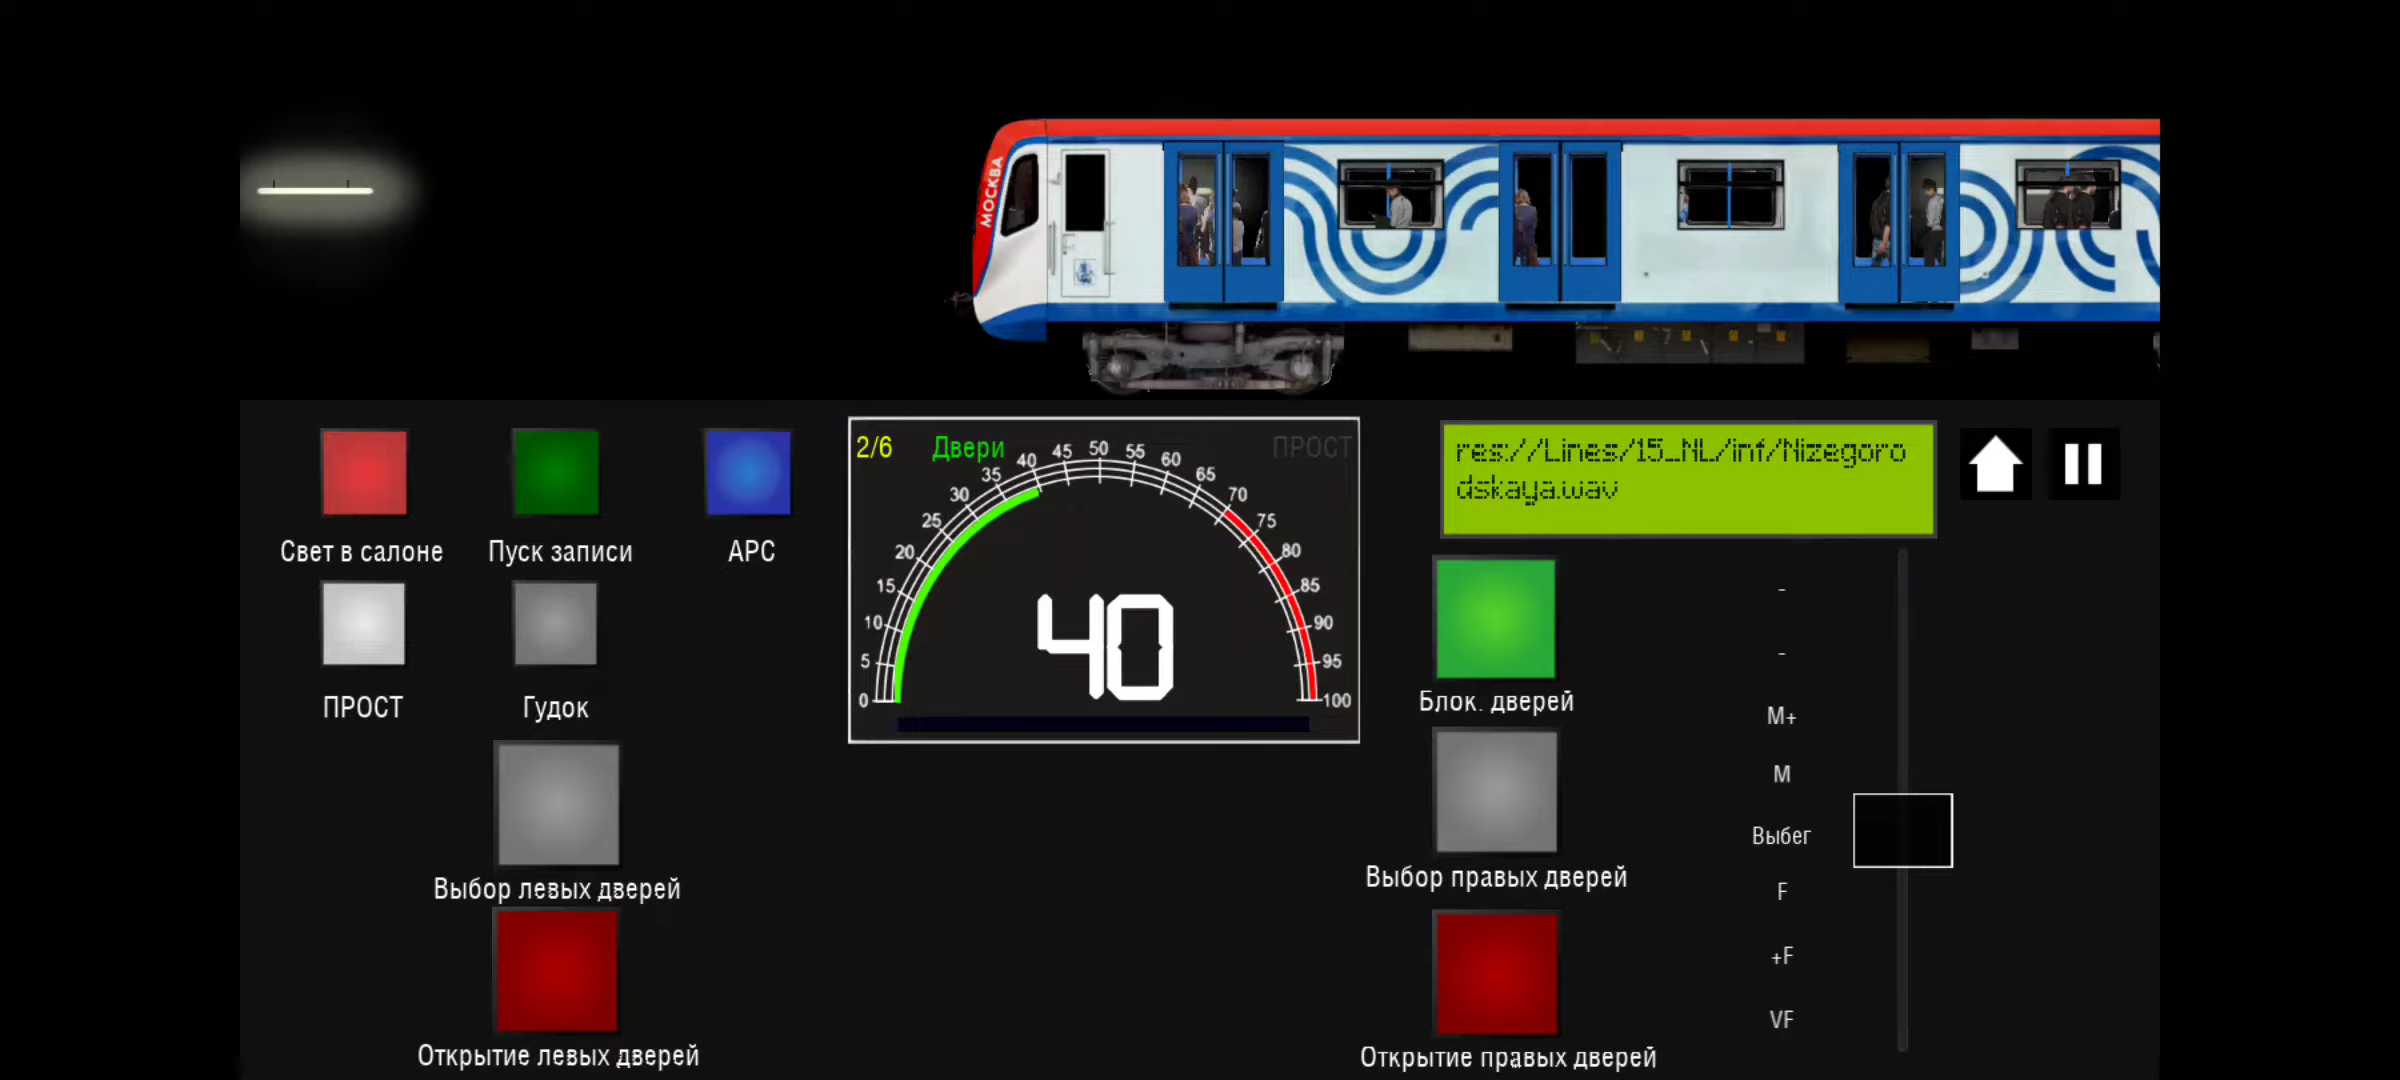 МОСКВА
2/6
Двери
ПРОСТ
0
5
10
15
20
25
30
35
40
45
50
55
60
65
70
75
80
85
90
95
100
40
res://Lines/15_NL/inf/Nizegoro
dskaya.wav
Свет в салоне
Пуск записи
АРС
ПРОСТ
Гудок
Выбор левых дверей
Открытие левых дверей
Блок. дверей
Выбор правых дверей
Открытие правых дверей
-
-
M+
M
Выбег
F
+F
VF